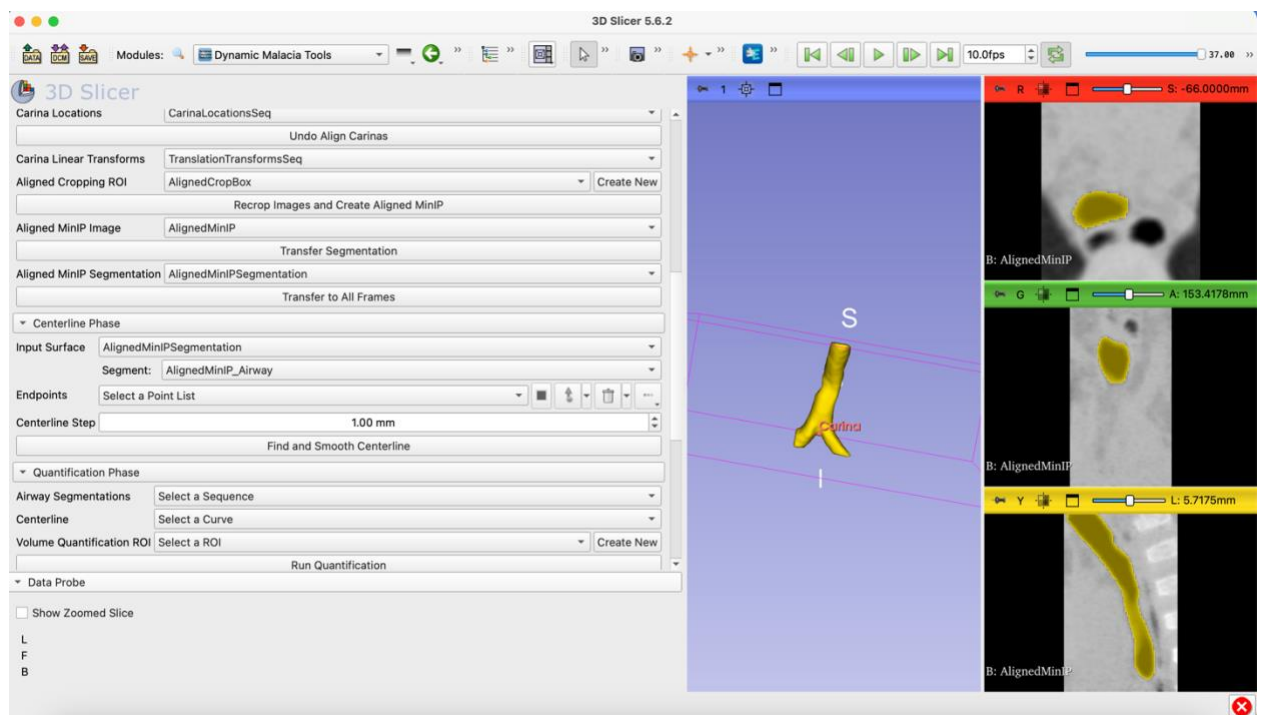 3D Slicer 5.6.2
DATA DCM SAVE Modules: Dynamic Malacia Tools » » » » » 10.0fps 37.00 »
3D Slicer
Carina Locations CarinaLocationsSeq
Undo Align Carinas
Carina Linear Transforms TranslationTransformsSeq
Aligned Cropping ROI AlignedCropBox Create New
Recrop Images and Create Aligned MinIP
Aligned MinIP Image AlignedMinIP
Transfer Segmentation
Aligned MinIP Segmentation AlignedMinIPSegmentation
Transfer to All Frames
Centerline Phase
Input Surface AlignedMinIPSegmentation
Segment: AlignedMinIP_Airway
Endpoints Select a Point List ...
Centerline Step 1.00 mm
Find and Smooth Centerline
Quantification Phase
Airway Segmentations Select a Sequence
Centerline Select a Curve
Volume Quantification ROI Select a ROI Create New
Run Quantification
Data Probe
Show Zoomed Slice
L
F
B
1
S
Carina
I
R S: -66.0000mm
B: AlignedMinIP
G A: 153.4178mm
B: AlignedMinIP
Y L: 5.7175mm
B: AlignedMinIP